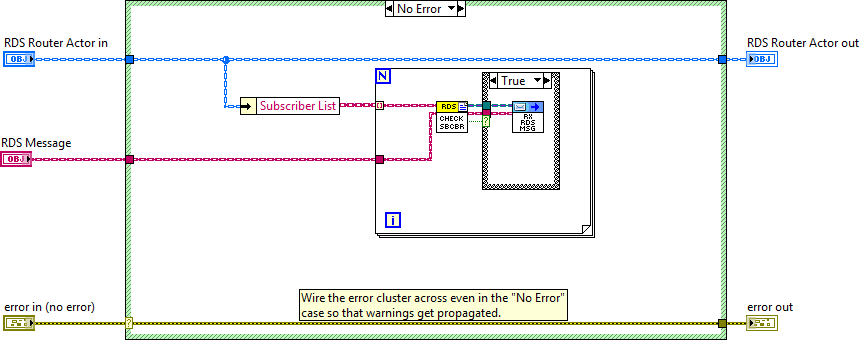 No Error
RDS Router Actor in
RDS Router Actor out
OBJ
OBJ
N
True
Subscriber List
RDS
CHECK
SBCBR
?
RX
RDS
MSG
RDS Message
OBJ
i
Wire the error cluster across even in the "No Error"
case so that warnings get propagated.
error in (no error)
error out
?